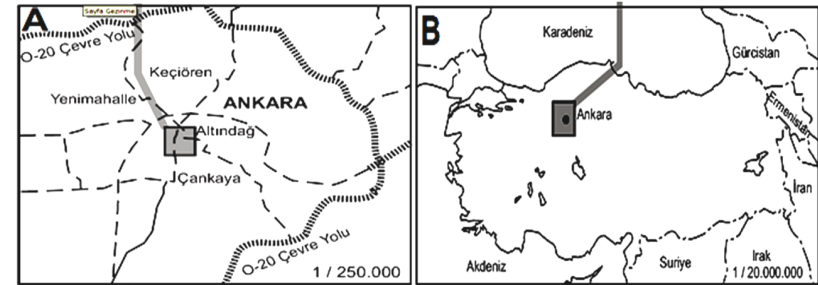 A
Sayfa Gezinme
O-20 Çevre Yolu
Keçiören
Yenimahalle
ANKARA
Altındağ
Çankaya
O-20 Çevre Yolu
1 / 250.000
B
Karadeniz
Gürcistan
Ermenistan
Ankara
İran
Akdeniz
Suriye
Irak
1 / 20.000.000